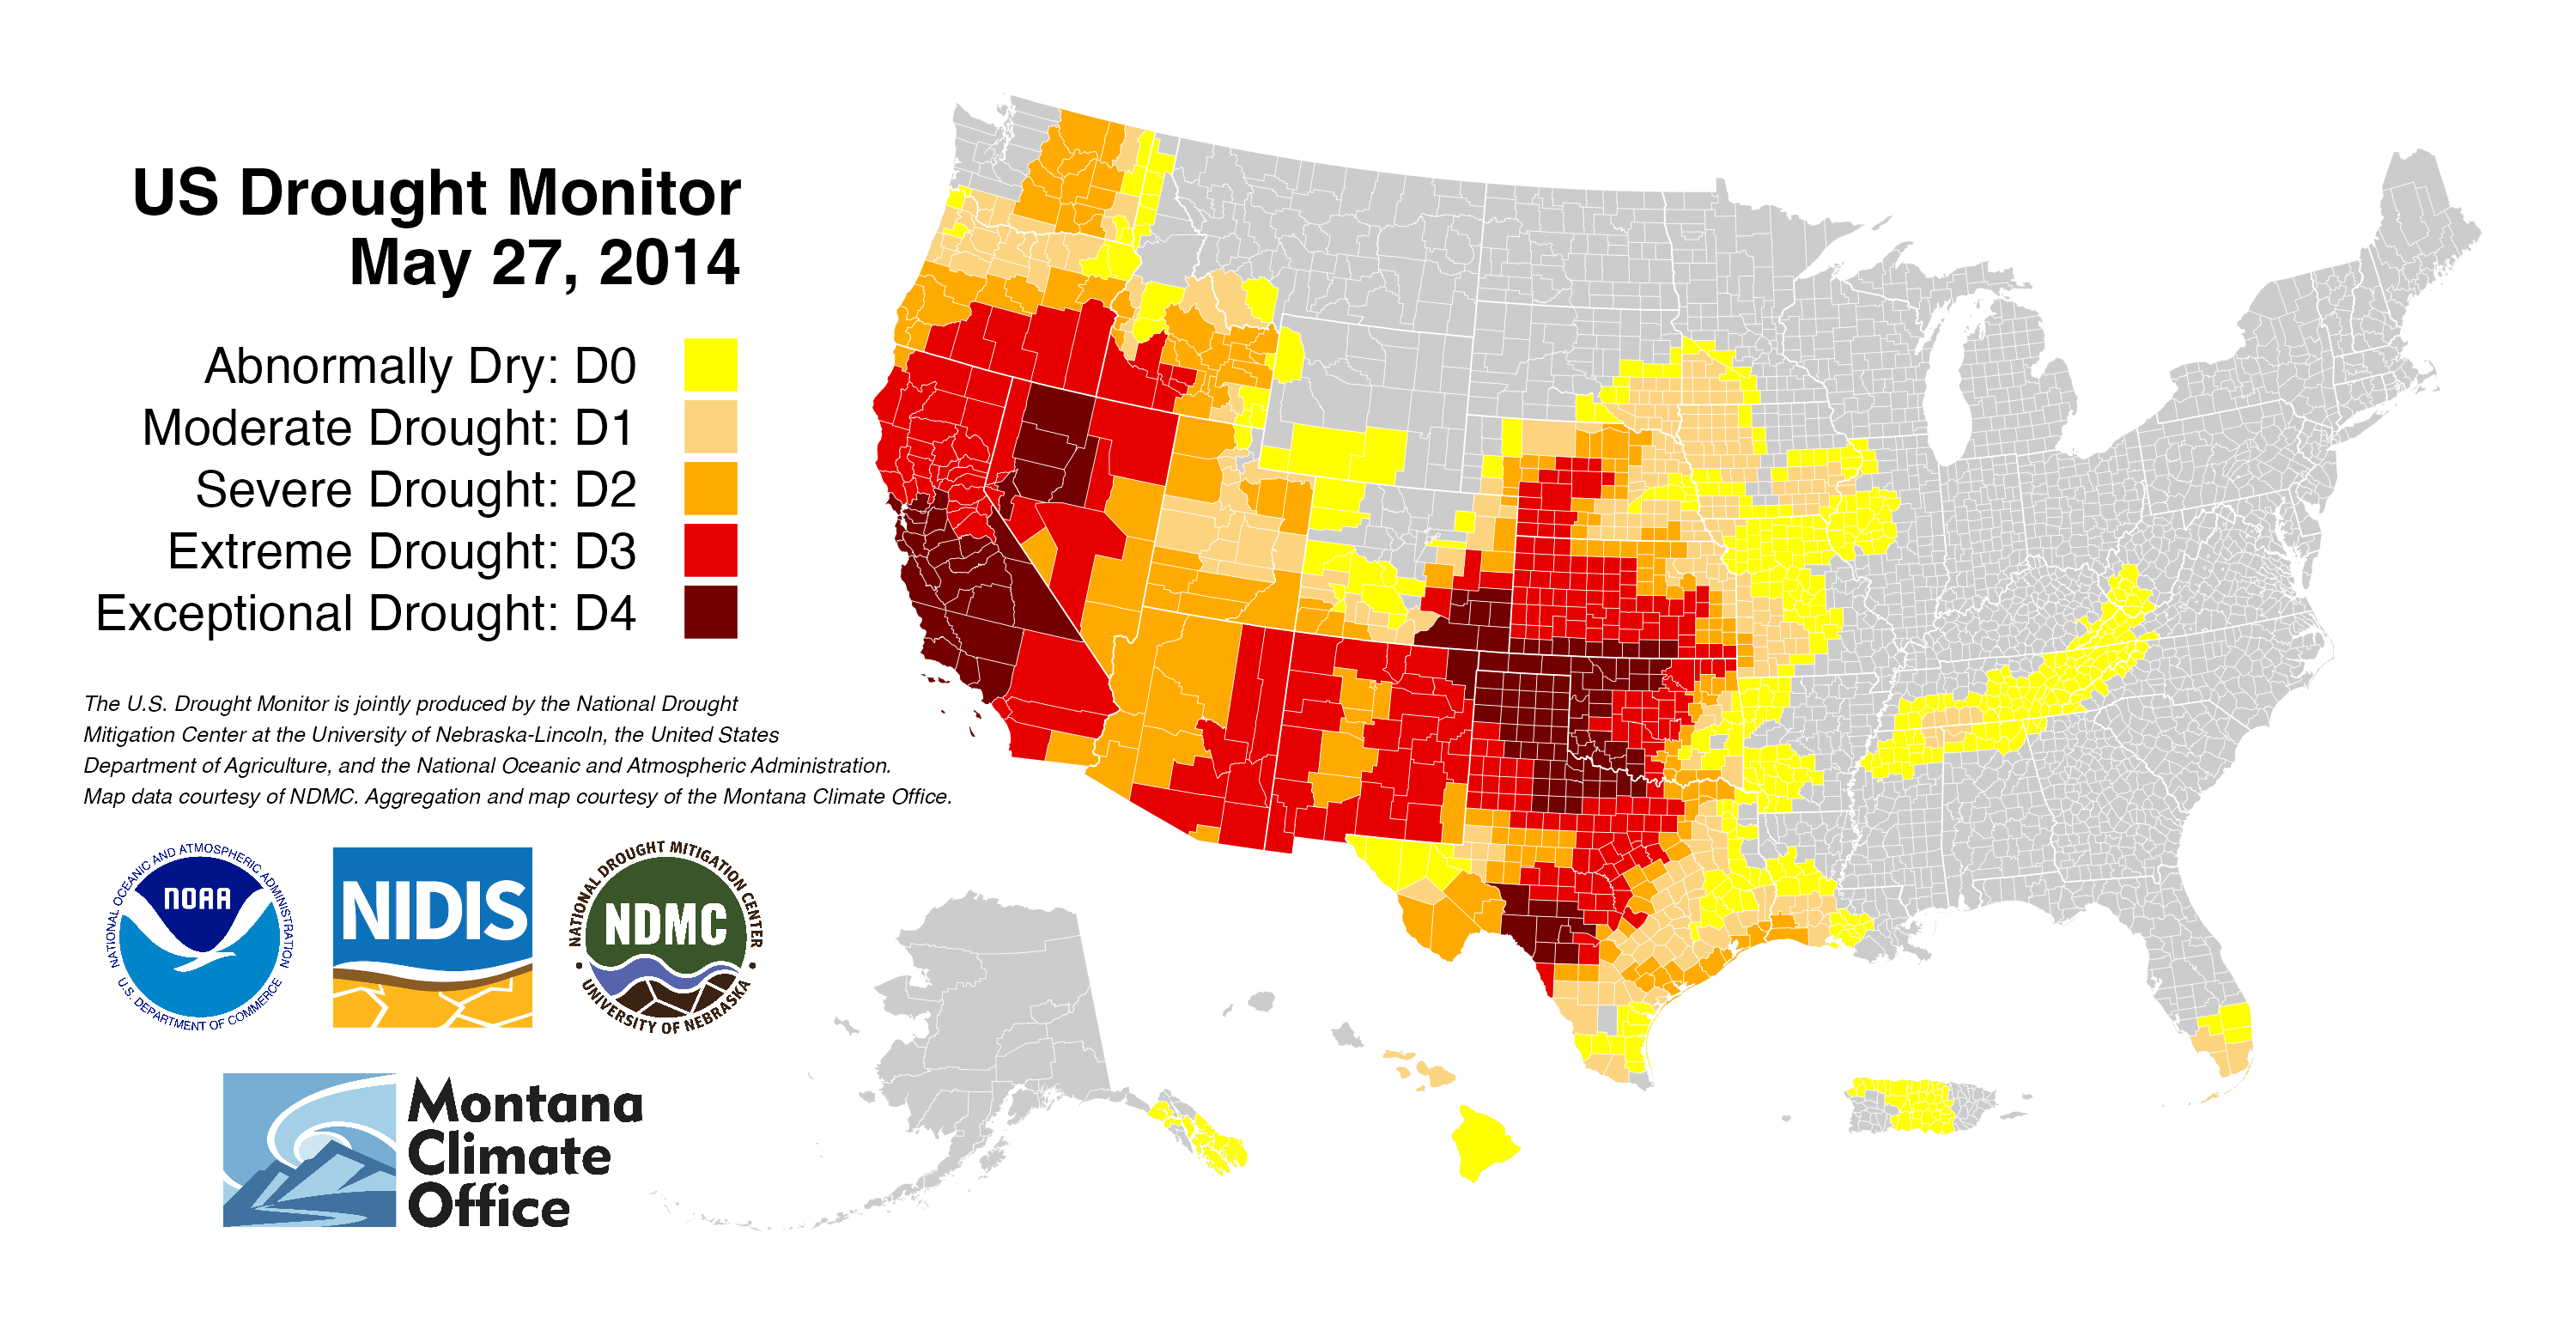 US Drought Monitor
May 27, 2014
Abnormally Dry: D0
Moderate Drought: D1
Severe Drought: D2
Extreme Drought: D3
Exceptional Drought: D4
The U.S. Drought Monitor is jointly produced by the National Drought
Mitigation Center at the University of Nebraska-Lincoln, the United States
Department of Agriculture, and the National Oceanic and Atmospheric Administration.
Map data courtesy of NDMC. Aggregation and map courtesy of the Montana Climate Office.
NATIONAL OCEANIC AND ATMOSPHERIC ADMINISTRATION
NOAA
U.S. DEPARTMENT OF COMMERCE
NIDIS
NATIONAL DROUGHT MITIGATION CENTER
NDMC
UNIVERSITY OF NEBRASKA
Montana
Climate
Office